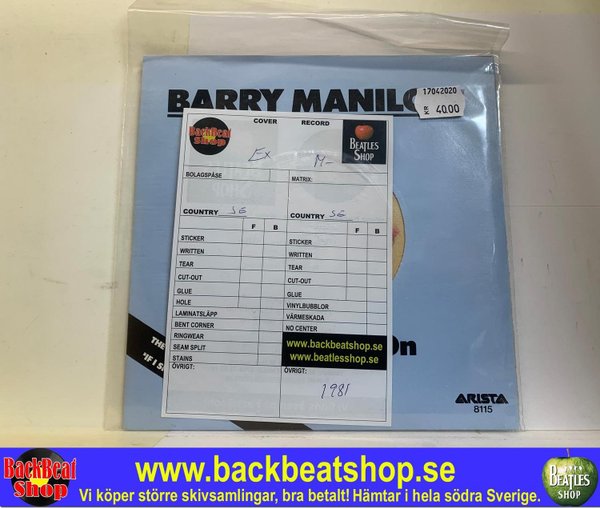 BARRY MANILO
17042020
KR 40.00
BackBeat Shop
COVER
RECORD
BEATLES SHOP
Ex
M-
BOLAGSPÅSE
MATRIX:
COUNTRY SE
COUNTRY SE
F B
F B
STICKER
STICKER
WRITTEN
WRITTEN
TEAR
TEAR
CUT-OUT
CUT-OUT
GLUE
GLUE
HOLE
VINYLBUBBLOR
LAMINATSLÄPP
VÄRMESKADA
BENT CORNER
NO CENTER
RINGWEAR
SEAM SPLIT
STAINS
www.backbeatshop.se
www.beatlesshop.se
ÖVRIGT:
ÖVRIGT:
1981
On
THE
"IF I S
ARISTA
8115
BackBeat Shop
www.backbeatshop.se
Vi köper större skivsamlingar, bra betalt! Hämtar i hela södra Sverige.
BEATLES SHOP